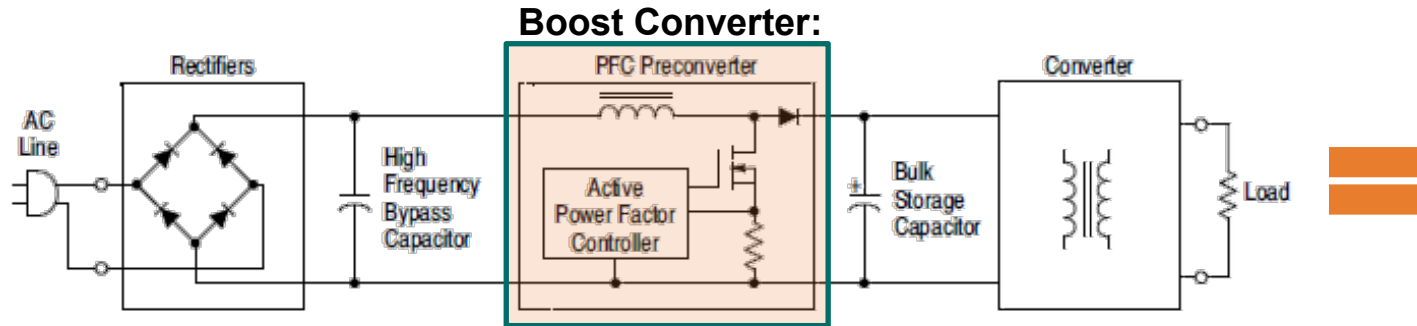 Boost Converter:
Rectifiers
PFC Preconverter
Converter
AC
Line
High
Frequency
Bypass
Capacitor
Active
Power Factor
Controller
+
Bulk
Storage
Capacitor
Load